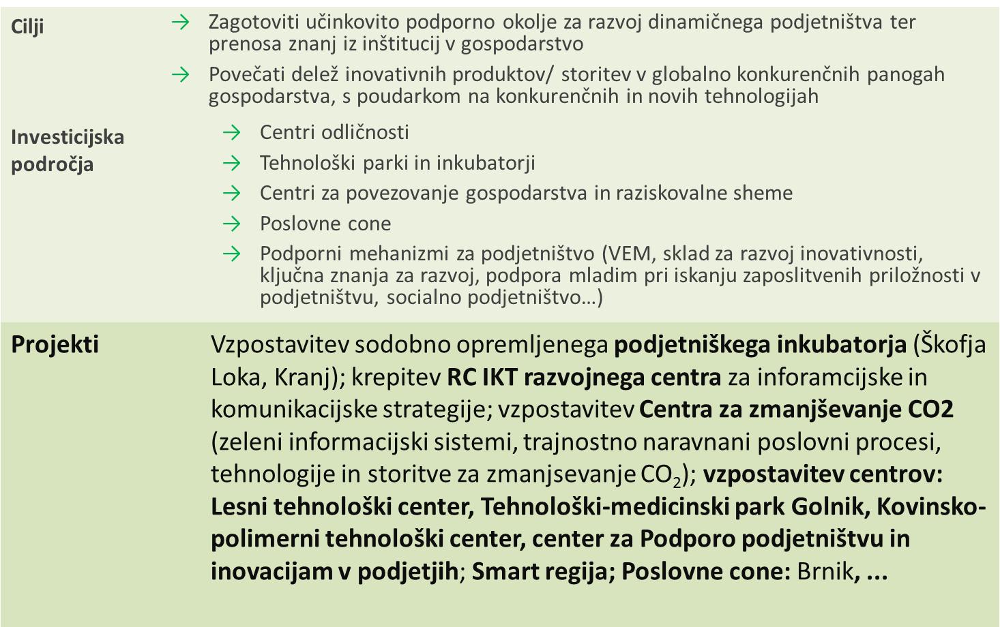 Cilji
→ Zagotoviti učinkovito podporno okolje za razvoj dinamičnega podjetništva ter
prenosa znanj iz inštitucij v gospodarstvo
→ Povečati delež inovativnih produktov/ storitev v globalno konkurenčnih panogah
gospodarstva, s poudarkom na konkurenčnih in novih tehnologijah
Investicijska
področja
→ Centri odličnosti
→ Tehnološki parki in inkubatorji
→ Centri za povezovanje gospodarstva in raziskovalne sheme
→ Poslovne cone
→ Podporni mehanizmi za podjetništvo (VEM, sklad za razvoj inovativnosti,
ključna znanja za razvoj, podpora mladim pri iskanju zaposlitvenih priložnosti v
podjetništvu, socialno podjetništvo…)
Projekti
Vzpostavitev sodobno opremljenega podjetniškega inkubatorja (Škofja
Loka, Kranj); krepitev RC IKT razvojnega centra za inforamcijske in
komunikacijske strategije; vzpostavitev Centra za zmanjševanje CO2
(zeleni informacijski sistemi, trajnostno naravnani poslovni procesi,
tehnologije in storitve za zmanjsevanje CO₂); vzpostavitev centrov:
Lesni tehnološki center, Tehnološki-medicinski park Golnik, Kovinsko-
polimerni tehnološki center, center za Podporo podjetništvu in
inovacijam v podjetjih; Smart regija; Poslovne cone: Brnik, ...